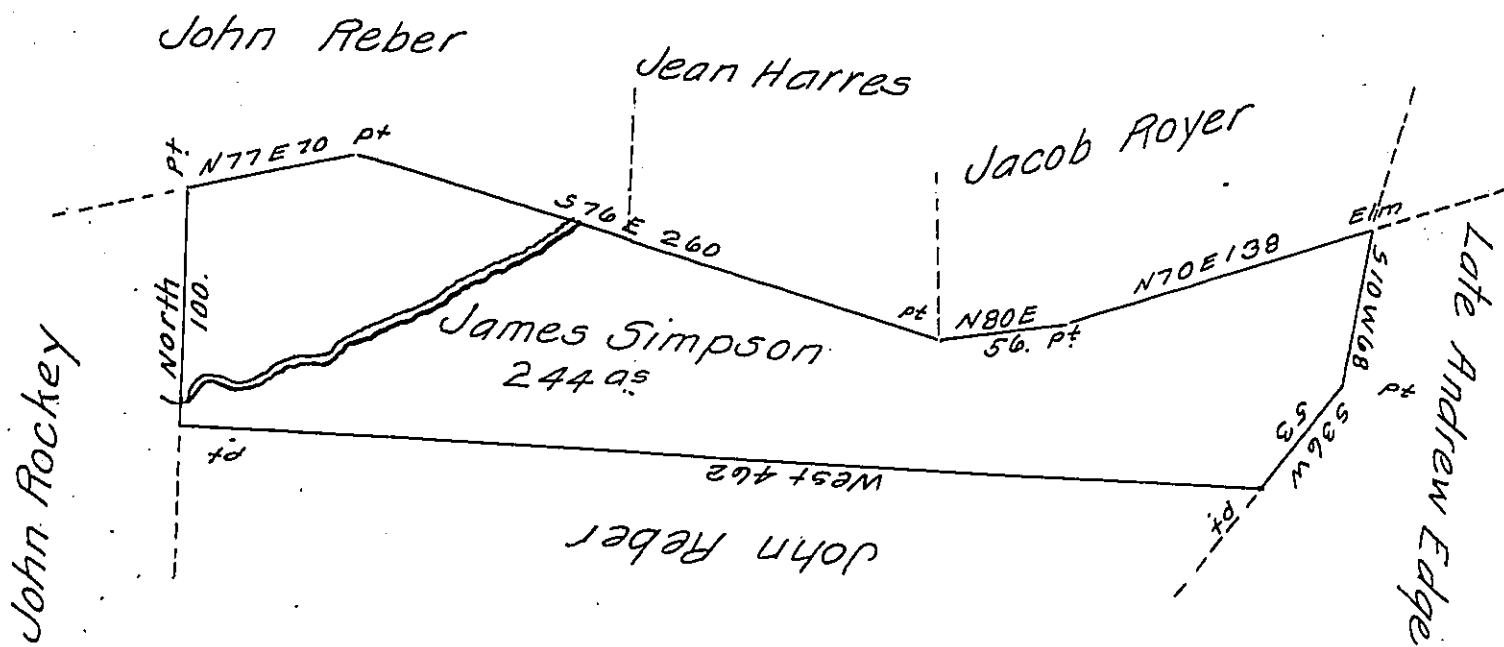 John Reber
Jean Harres
Jacob Royer
pt.
N77E70
pt
S76E 260
pt
N80E
56. pt.
N70E138
Elm
S10W68
pt
S36W
53
pt.
West 462
pt.
North
100.
James Simpson
244 as
John Rockey
John Reber
Late Andrew Edge